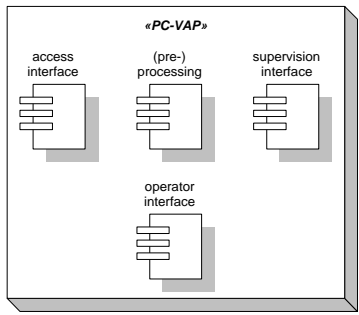 «PC-VAP»
access
interface
(pre-)
processing
supervision
interface
operator
interface